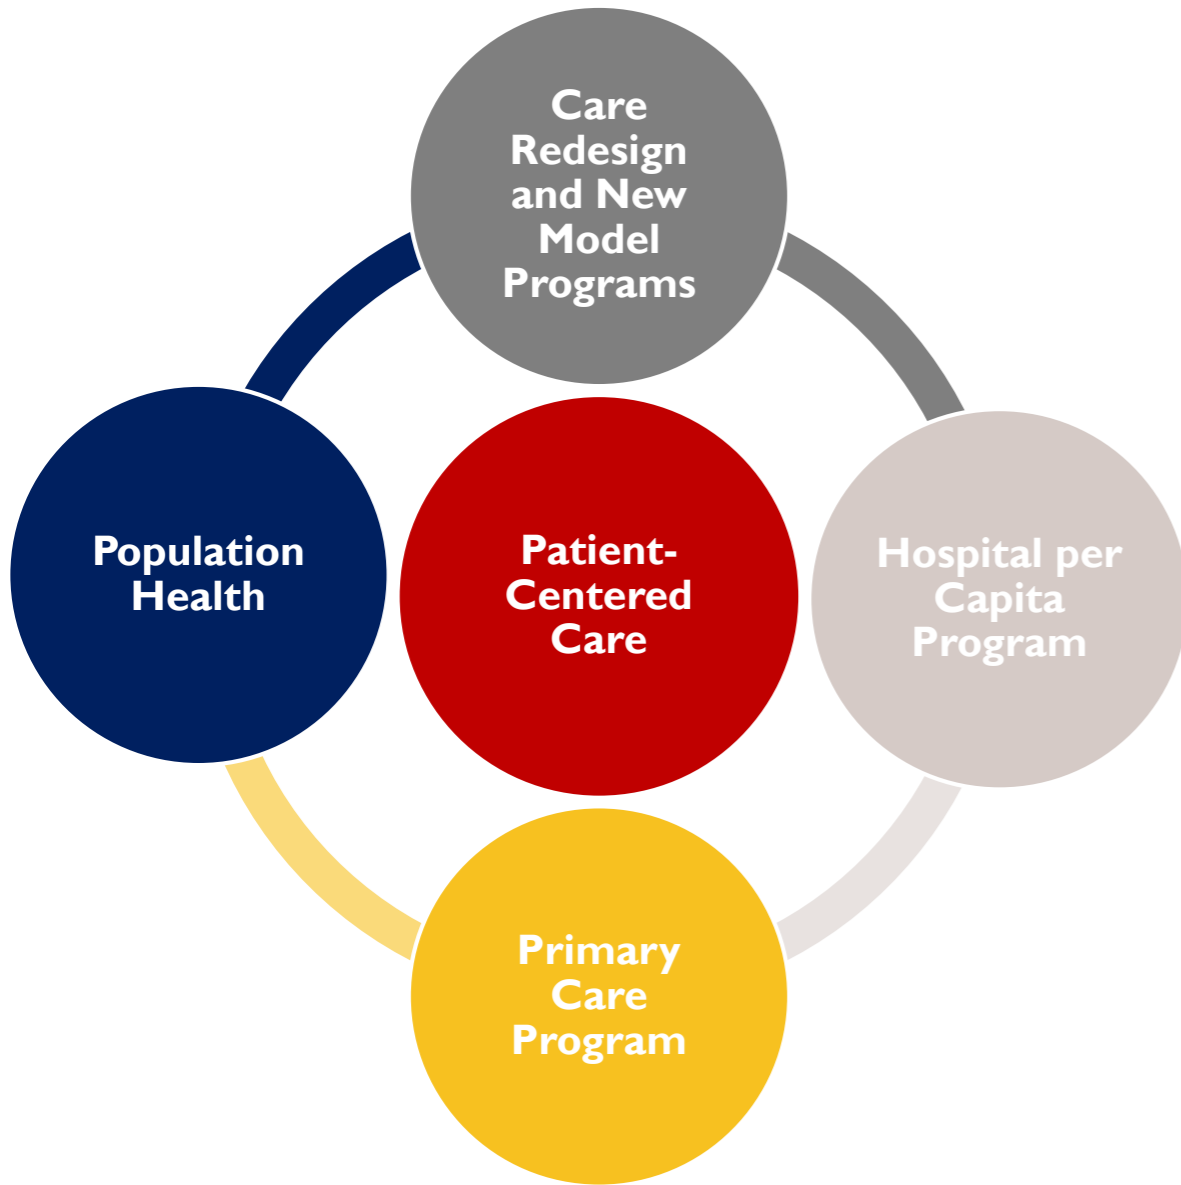 Care
Redesign
and New
Model
Programs
Population
Health
Patient-
Centered
Care
Hospital per
Capita
Program
Primary
Care
Program